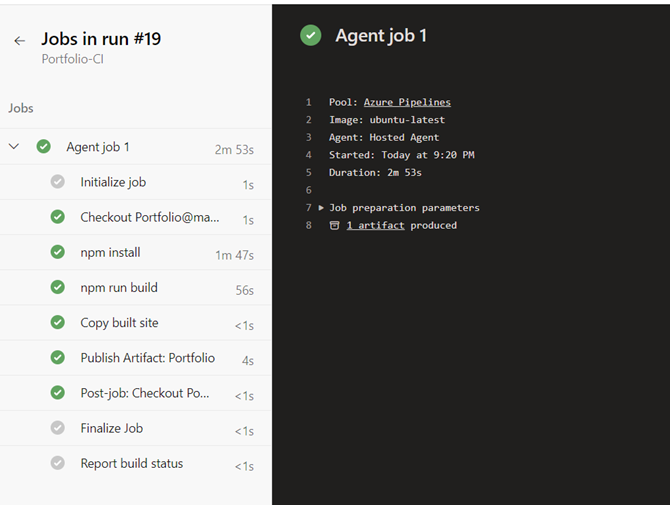 Jobs in run #19
Portfolio-CI
Jobs
Agent job 1 2m 53s
Initialize job 1s
Checkout Portfolio@ma... 1s
npm install 1m 47s
npm run build 56s
Copy built site <1s
Publish Artifact: Portfolio 4s
Post-job: Checkout Po... <1s
Finalize Job <1s
Report build status <1s
Agent job 1
1 Pool: Azure Pipelines
2 Image: ubuntu-latest
3 Agent: Hosted Agent
4 Started: Today at 9:20 PM
5 Duration: 2m 53s
6
7 Job preparation parameters
8 1 artifact produced